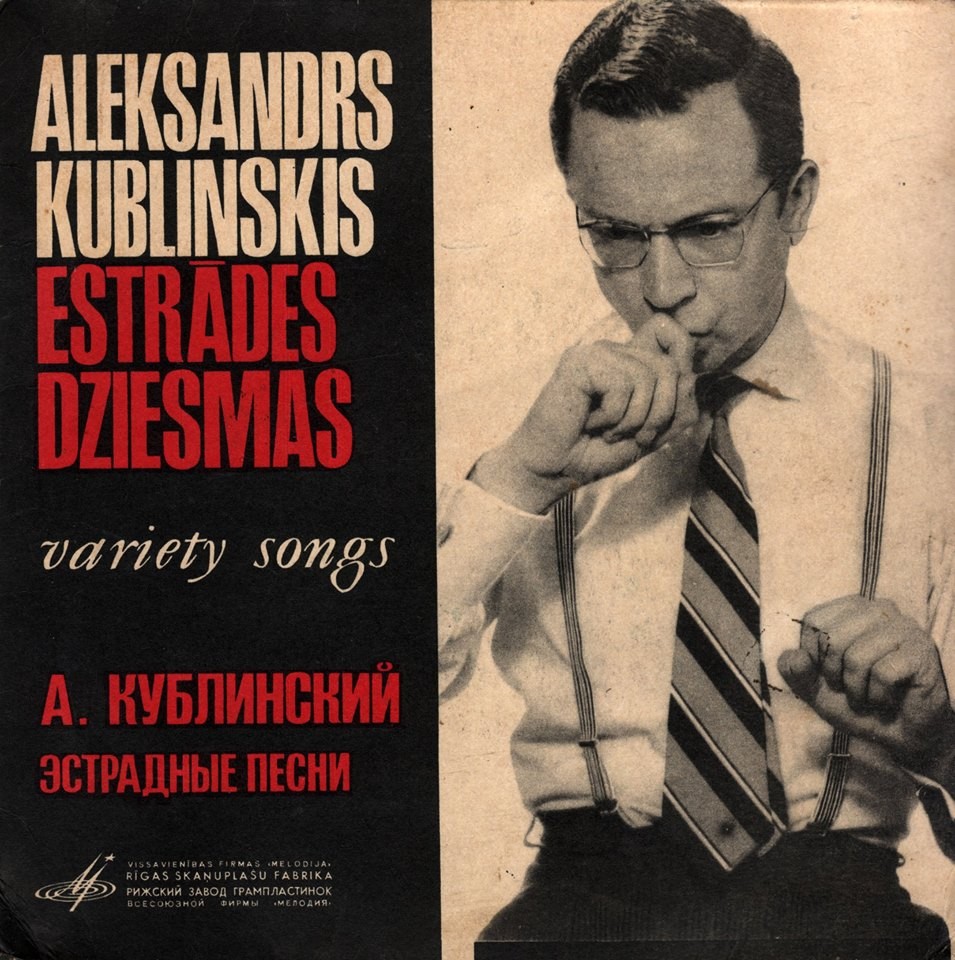 ALEKSANDRS
KUBLINSKIS
ESTRĀDES
DZIESMAS
variety songs
А. КУБЛИНСКИЙ
ЭСТРАДНЫЕ ПЕСНИ
VISSAVIENĪBAS FIRMAS «MELODIJA»
RĪGAS SKAŅUPLAŠU FABRIKA
РИЖСКИЙ ЗАВОД ГРАМПЛАСТИНОК
ВСЕСОЮЗНОЙ ФИРМЫ «МЕЛОДИЯ»